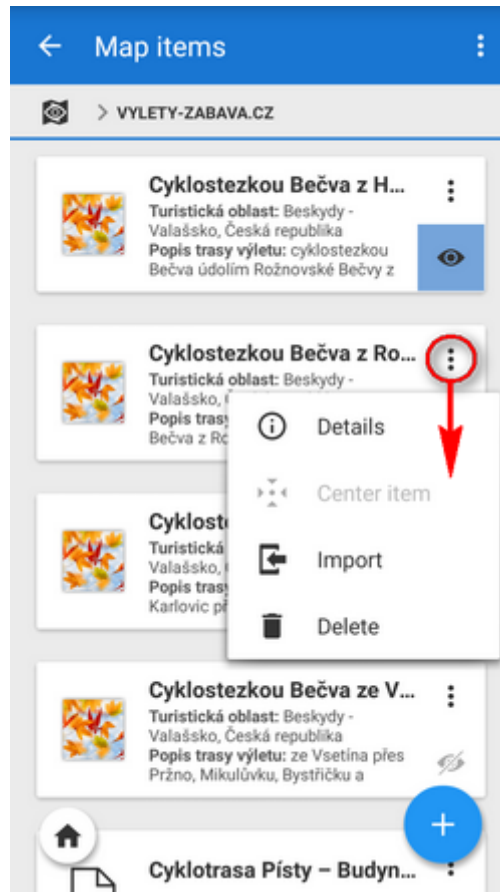 Map items
> VYLETY-ZABAVA.CZ
Cyklostezkou Bečva z H...
Turistická oblast: Beskydy -
Valašsko, Česká republika
Popis trasy výletu: cyklostezkou
Bečva údolím Rožnovské Bečvy z
Cyklostezkou Bečva z Ro...
Turistická oblast: Beskydy -
Valašsko,
Popis trasy
Bečva z Ro
Details
Center item
Import
Delete
Cykloste
Turistická
Valašsko,
Popis trasy
Karlovic př
Cyklostezkou Bečva ze V...
Turistická oblast: Beskydy -
Valašsko, Česká republika
Popis trasy výletu: ze Vsetína přes
Pržno, Mikulůvku, Bystřičku a
Cyklotrasa Písty – Budyn...